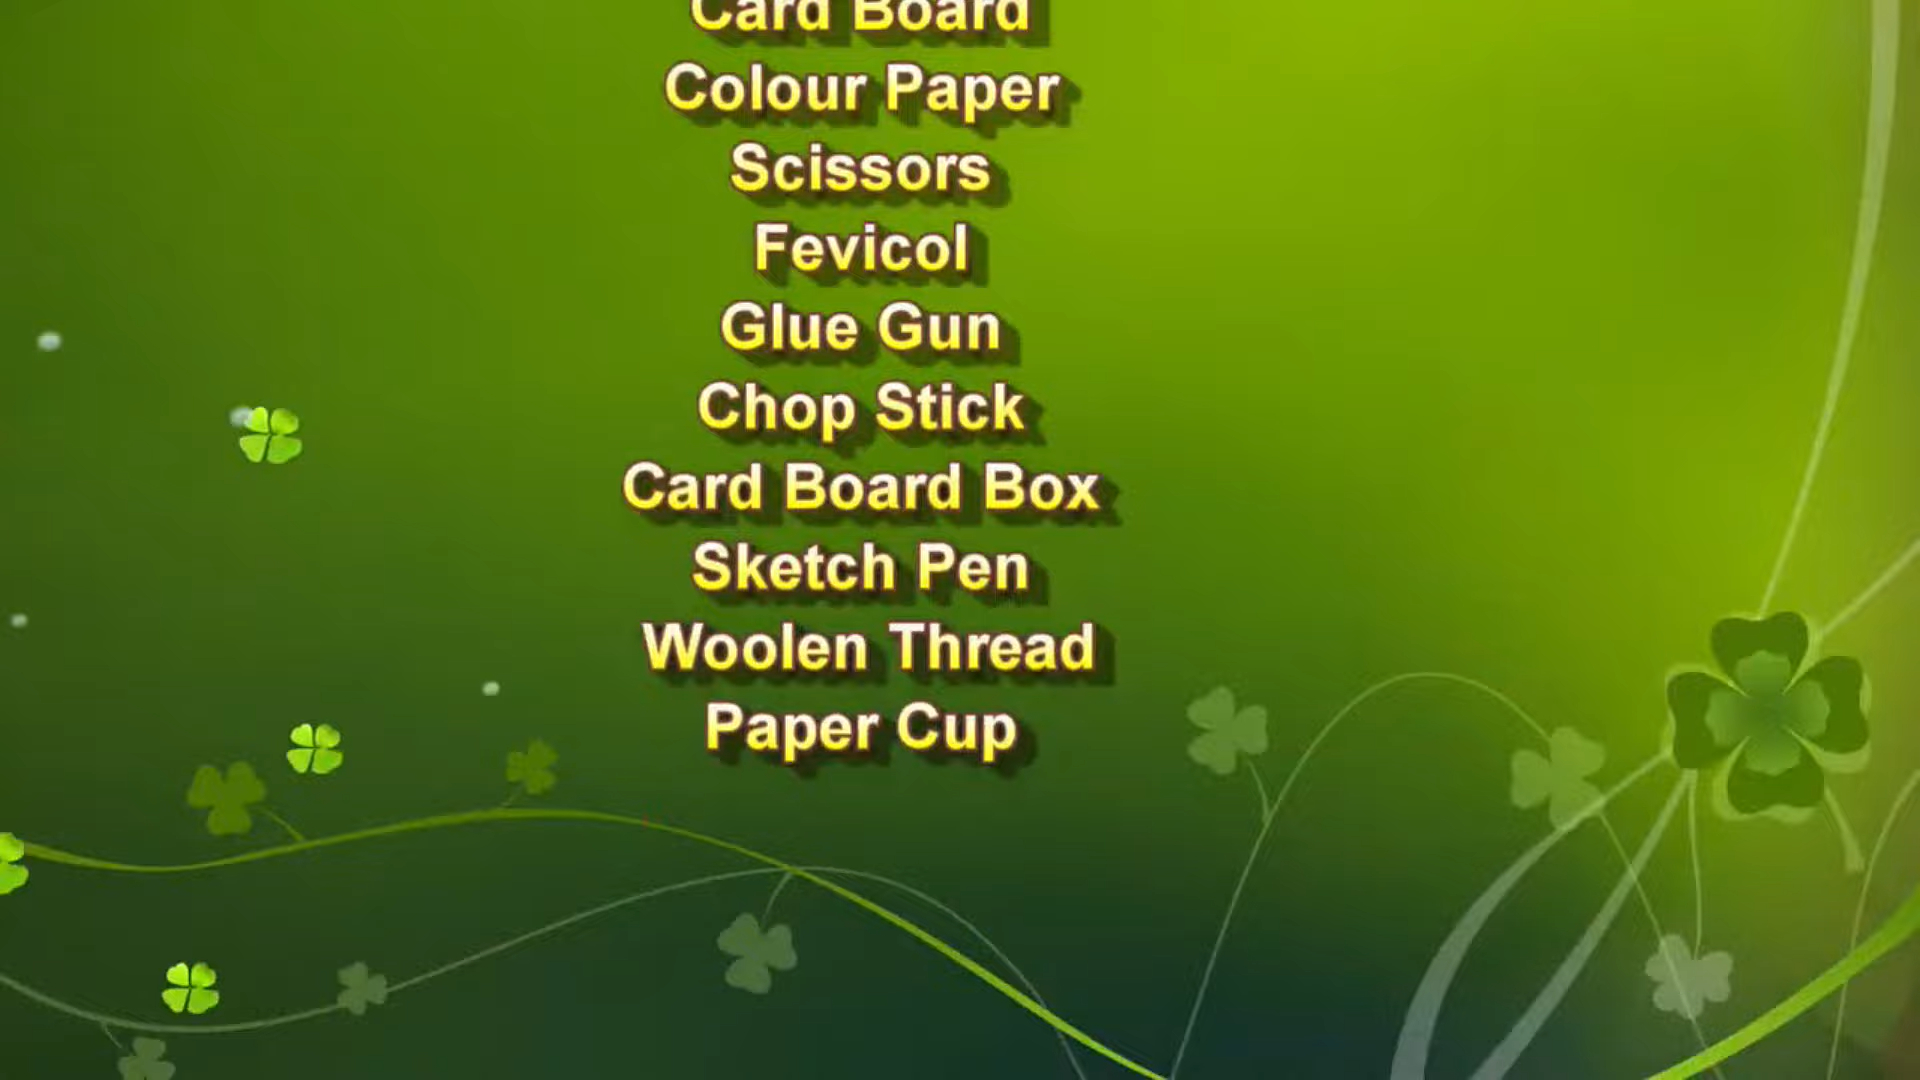 Card Board
Colour Paper
Scissors
Fevicol
Glue Gun
Chop Stick
Card Board Box
Sketch Pen
Woolen Thread
Paper Cup